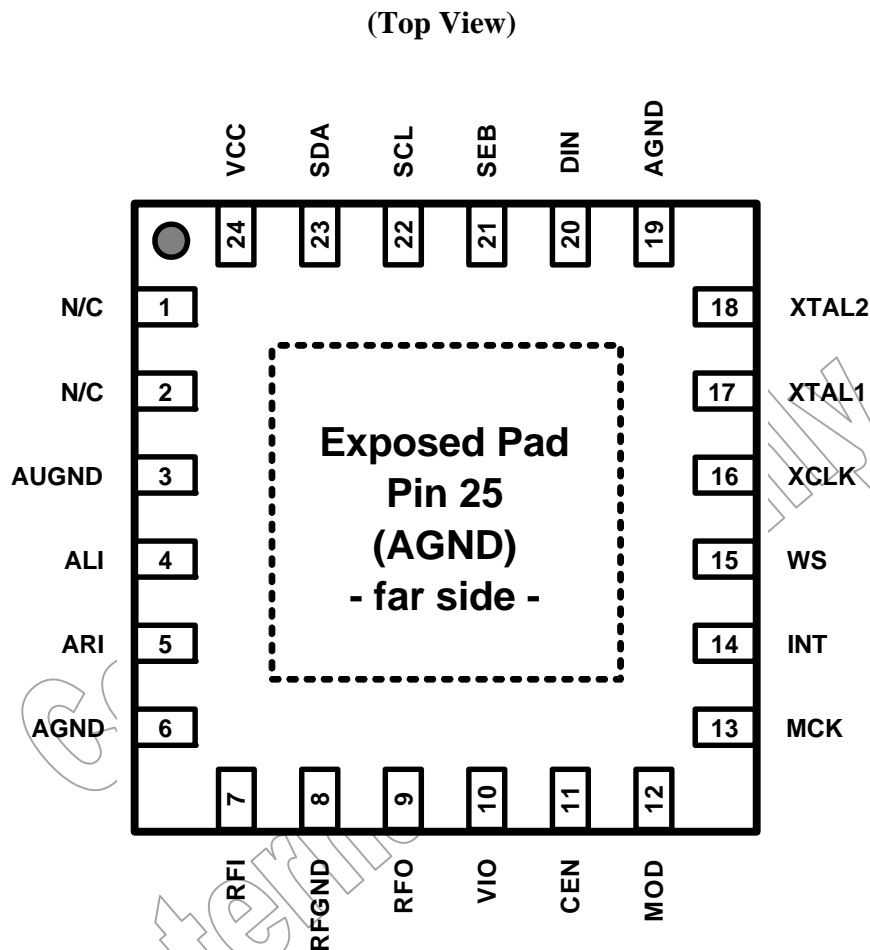 (Top View)
VCC
SDA
SCL
SEB
DIN
AGND
24
23
22
21
20
19
N/C
1
18
XTAL2
N/C
2
17
XTAL1
AUGND
3
16
XCLK
ALI
4
15
WS
ARI
5
14
INT
AGND
6
13
MCK
Exposed Pad
Pin 25
(AGND)
- far side -
7
8
9
10
11
12
RFI
RFGND
RFO
VIO
CEN
MOD